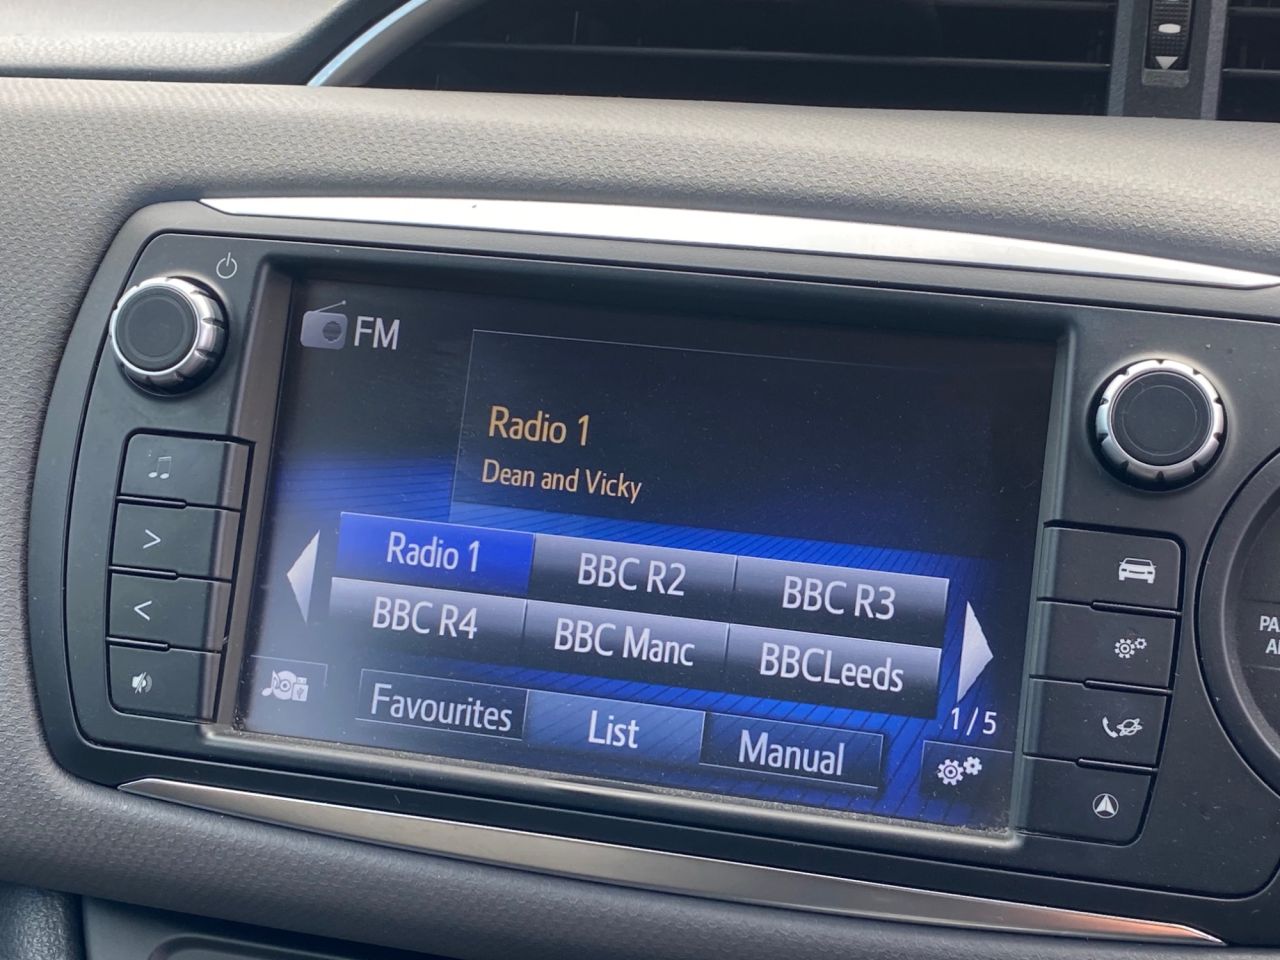 FM
Radio 1
Dean and Vicky
Radio 1 BBC R2 BBC R3
BBC R4 BBC Manc BBCLeeds
1 / 5
Favourites List Manual